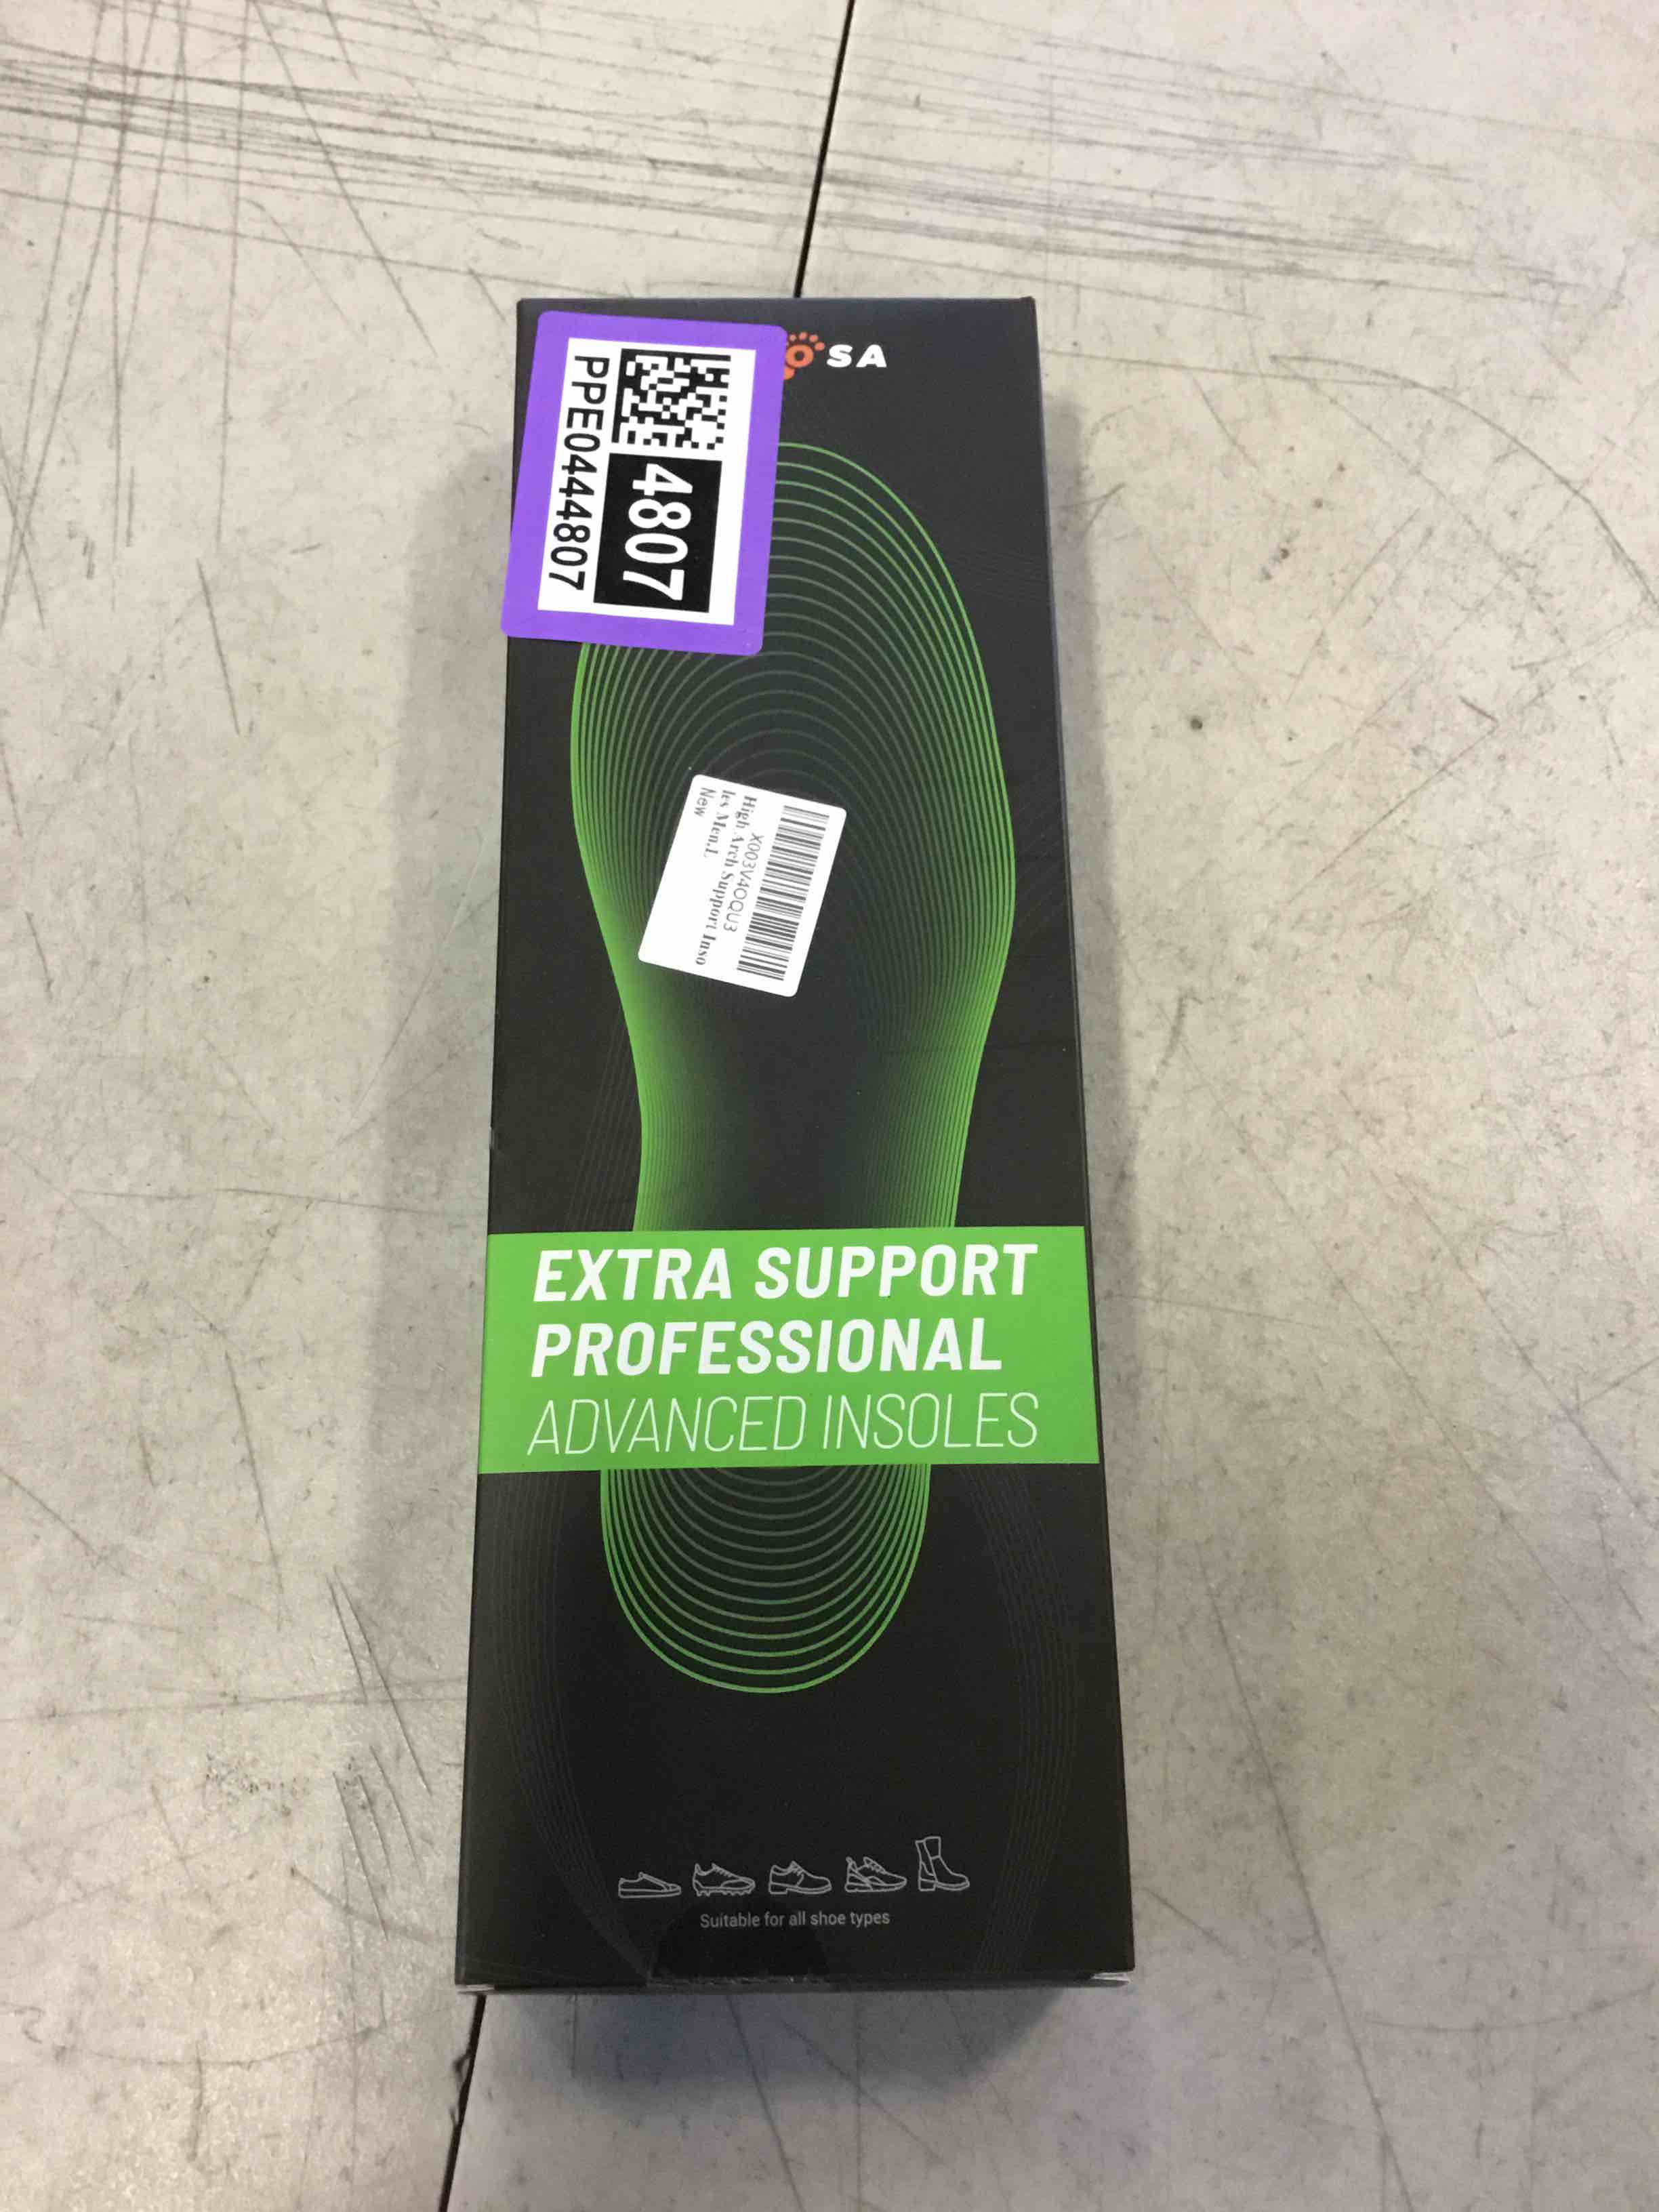 OSA
4807
PPE0444807
X003V4OQU3
High Arch Support Inso
les Men,L
New
EXTRA SUPPORT
PROFESSIONAL
ADVANCED INSOLES
Suitable for all shoe types